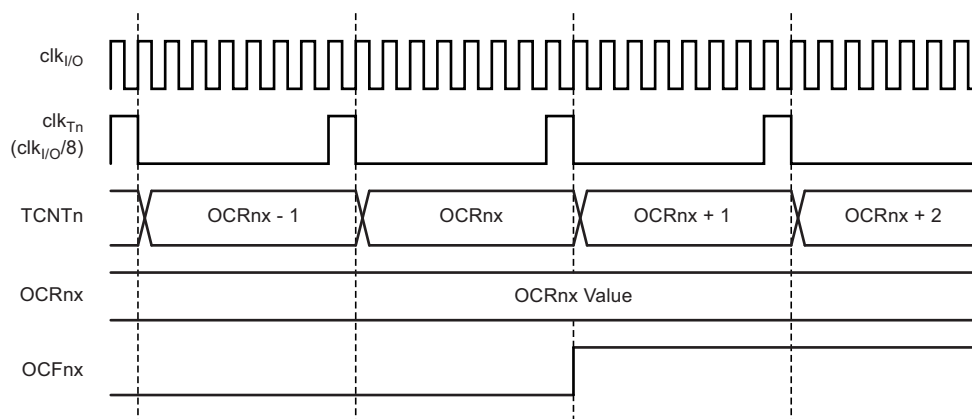 clkI/O
clkTn
(clkI/O/8)
TCNTn OCRnx - 1 OCRnx OCRnx + 1 OCRnx + 2
OCRnx OCRnx Value
OCFnx